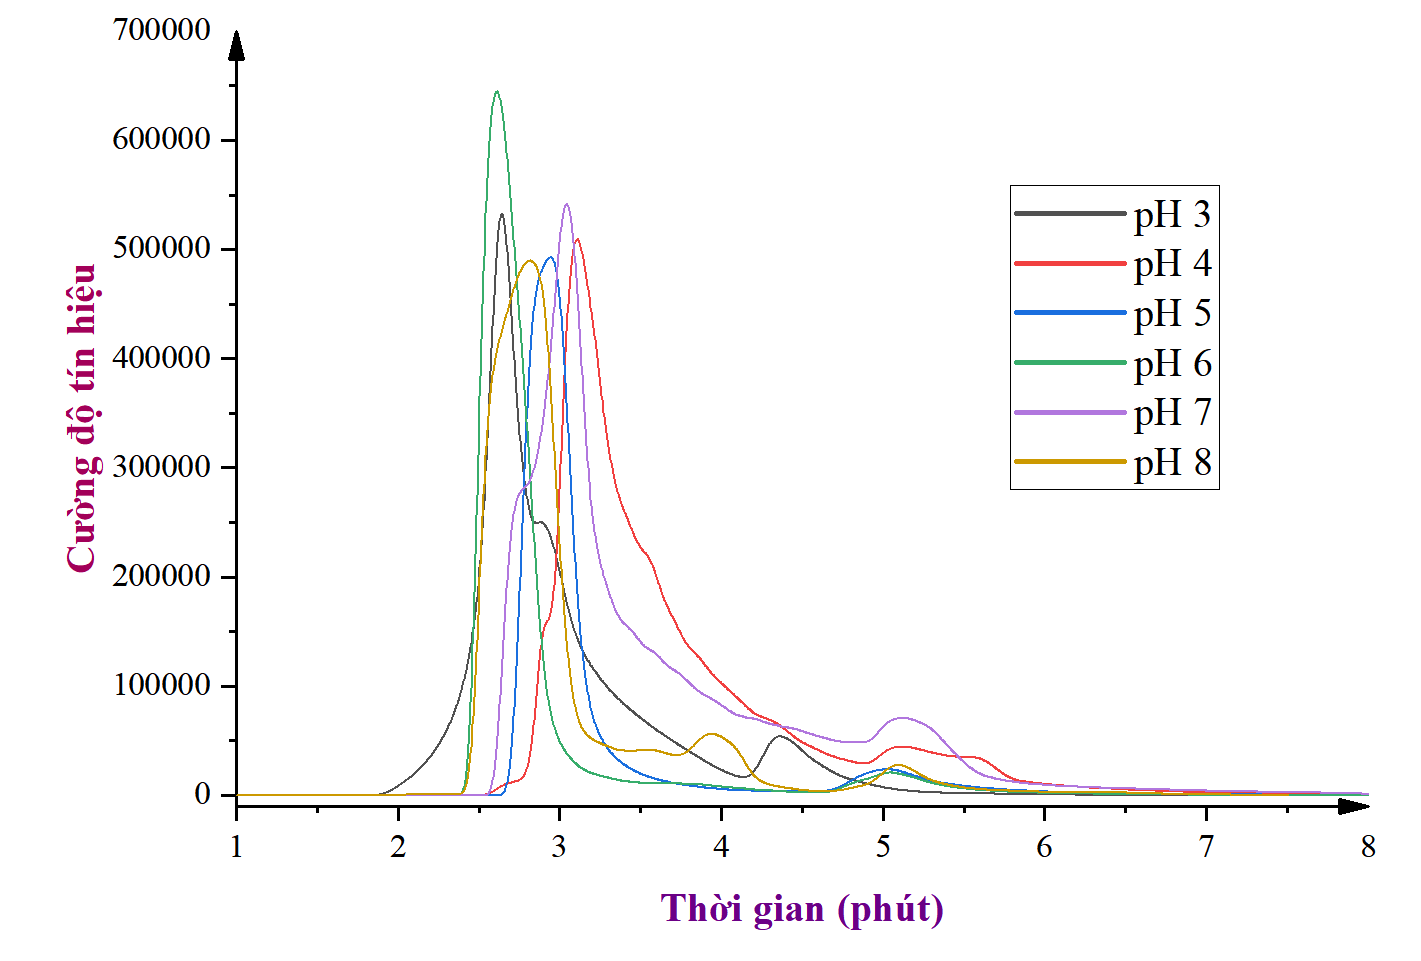 700000
600000
500000
400000
300000
200000
100000
0
Cường độ tín hiệu
pH 3
pH 4
pH 5
pH 6
pH 7
pH 8
1 2 3 4 5 6 7 8
Thời gian (phút)